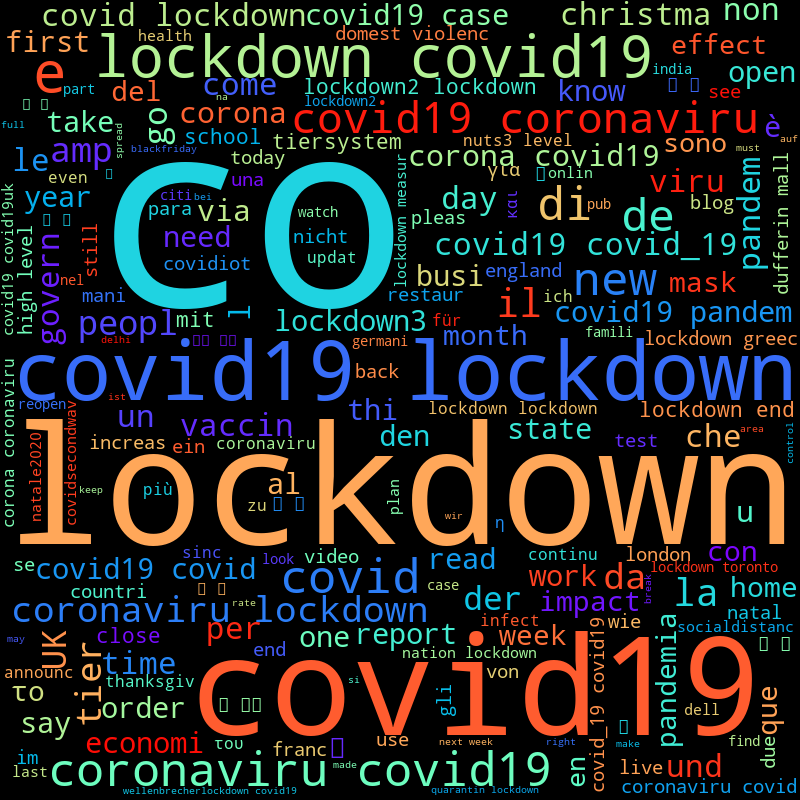 covid lockdown
covid19 case
christma
non
first
health
domest violenc
effect
lockdown covid19
open
india
e
part
del
come
lockdown2 lockdown
know
see
full
take
go
corona
lockdown2
covid19 coronaviru
è
na
spread
school
tiersystem
nuts3 level
sono
auf
le
amp
blackfriday
even
today
corona covid19
must
year
una
citi
bei
co
για
onlin
viru
pandem
dufferin mall
para
via
watch
lockdown measur
pleas
day
και
di
pub
de
blog
need
nicht
updat
covid19 covid_19
covid19uk
covid19
high level
govern
still
covidiot
busi
england
new
mask
nel
mani
restaur
ich
il
l
peopl
mit
lockdown3
für
month
famili
covid19 pandem
delhi
germani
lockdown greec
covid19 lockdown
back
reopen
ist
thi
lockdown lockdown
lockdown end
un
vaccin
den
state
che
area
corona coronaviru
natale2020
covidsecondwav
increas
ein
coronaviru
test
control
keep
più
al
plan
zu
wir
η
u
lockdown
se
sinc
look
video
read
continu
london
con
lockdown toronto
covid19 covid
covid
case
work
da
break
countri
der
impact
la
home
coronaviru lockdown
rate
natal
may
UK
close
per
one
report
infect
week
wie
socialdistanc
tier
time
end
nation lockdown
announc
thanksgiv
si
von
covid_19 covid19
pandemia
το
gli
covid19
dell
que
say
order
economi
του
franc
use
next week
right
make
find
due
im
last
made
coronaviru covid19
en
live
und
wellenbrecherlockdown covid19
quarantin lockdown
coronaviru covid